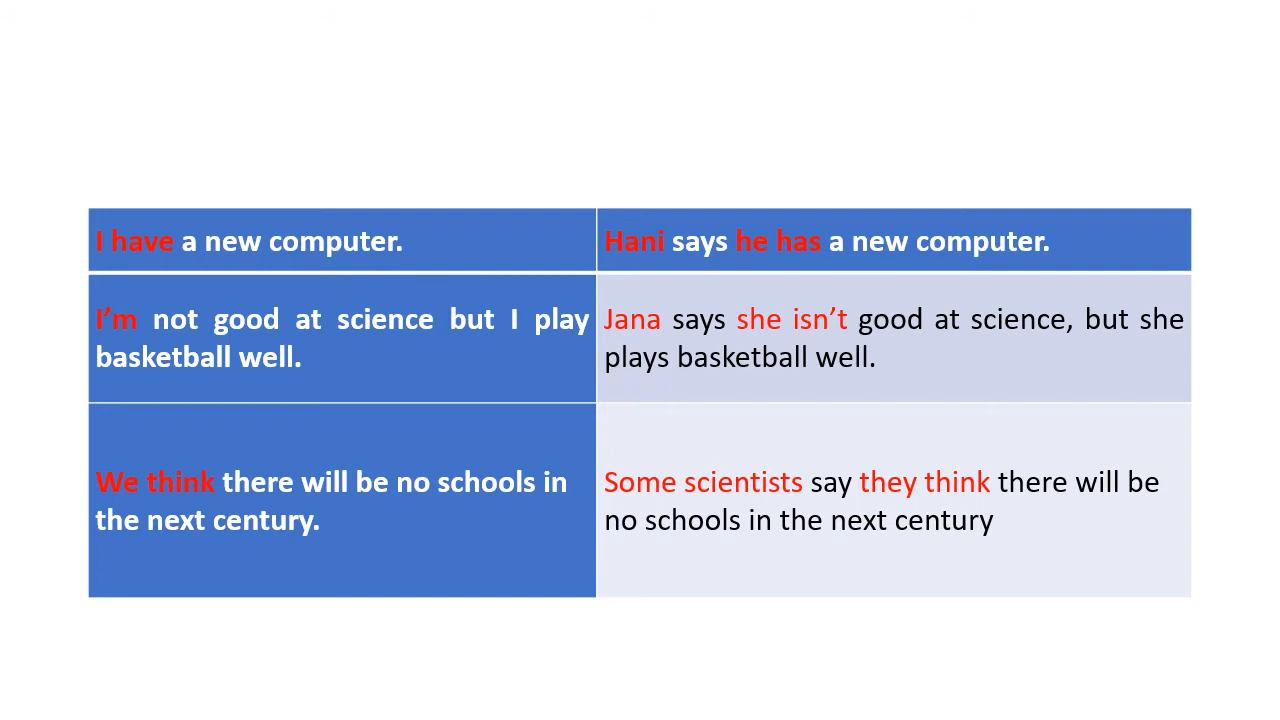 I have a new computer.
Hani says he has a new computer.
I’m not good at science but I play
basketball well.
Jana says she isn’t good at science, but she
plays basketball well.
We think there will be no schools in
the next century.
Some scientists say they think there will be
no schools in the next century